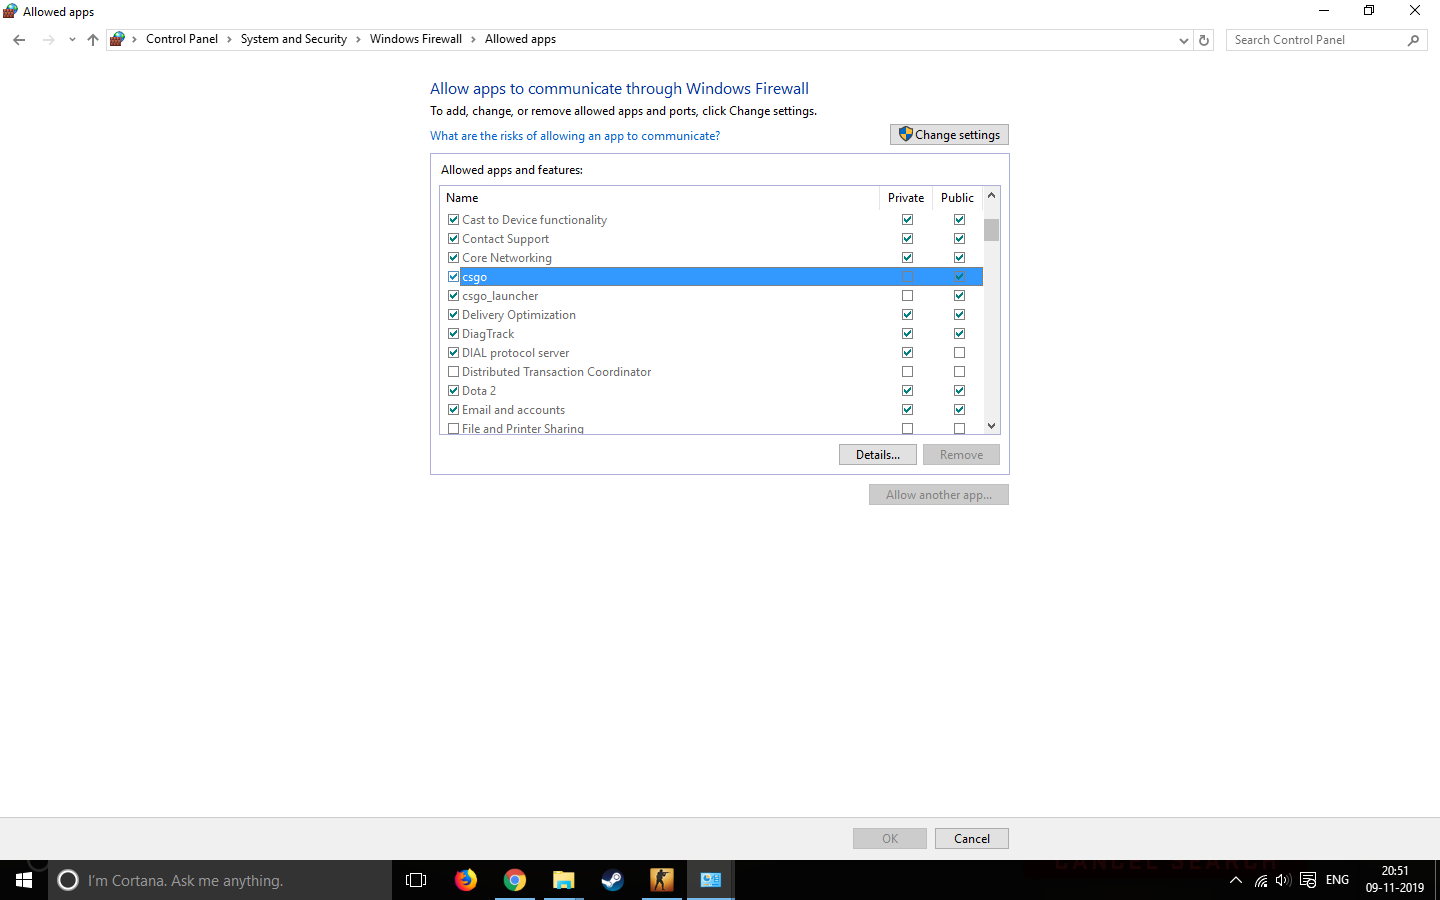 Allowed apps
Control Panel > System and Security > Windows Firewall > Allowed apps
Search Control Panel
Allow apps to communicate through Windows Firewall
To add, change, or remove allowed apps and ports, click Change settings.
What are the risks of allowing an app to communicate?
Change settings
Allowed apps and features:
Name Private Public
Cast to Device functionality
Contact Support
Core Networking
csgo
csgo_launcher
Delivery Optimization
DiagTrack
DIAL protocol server
Distributed Transaction Coordinator
Dota 2
Email and accounts
File and Printer Sharing
Details... Remove
Allow another app...
OK Cancel
CANCEL SEARCH
I'm Cortana. Ask me anything.
ENG
20:51
09-11-2019